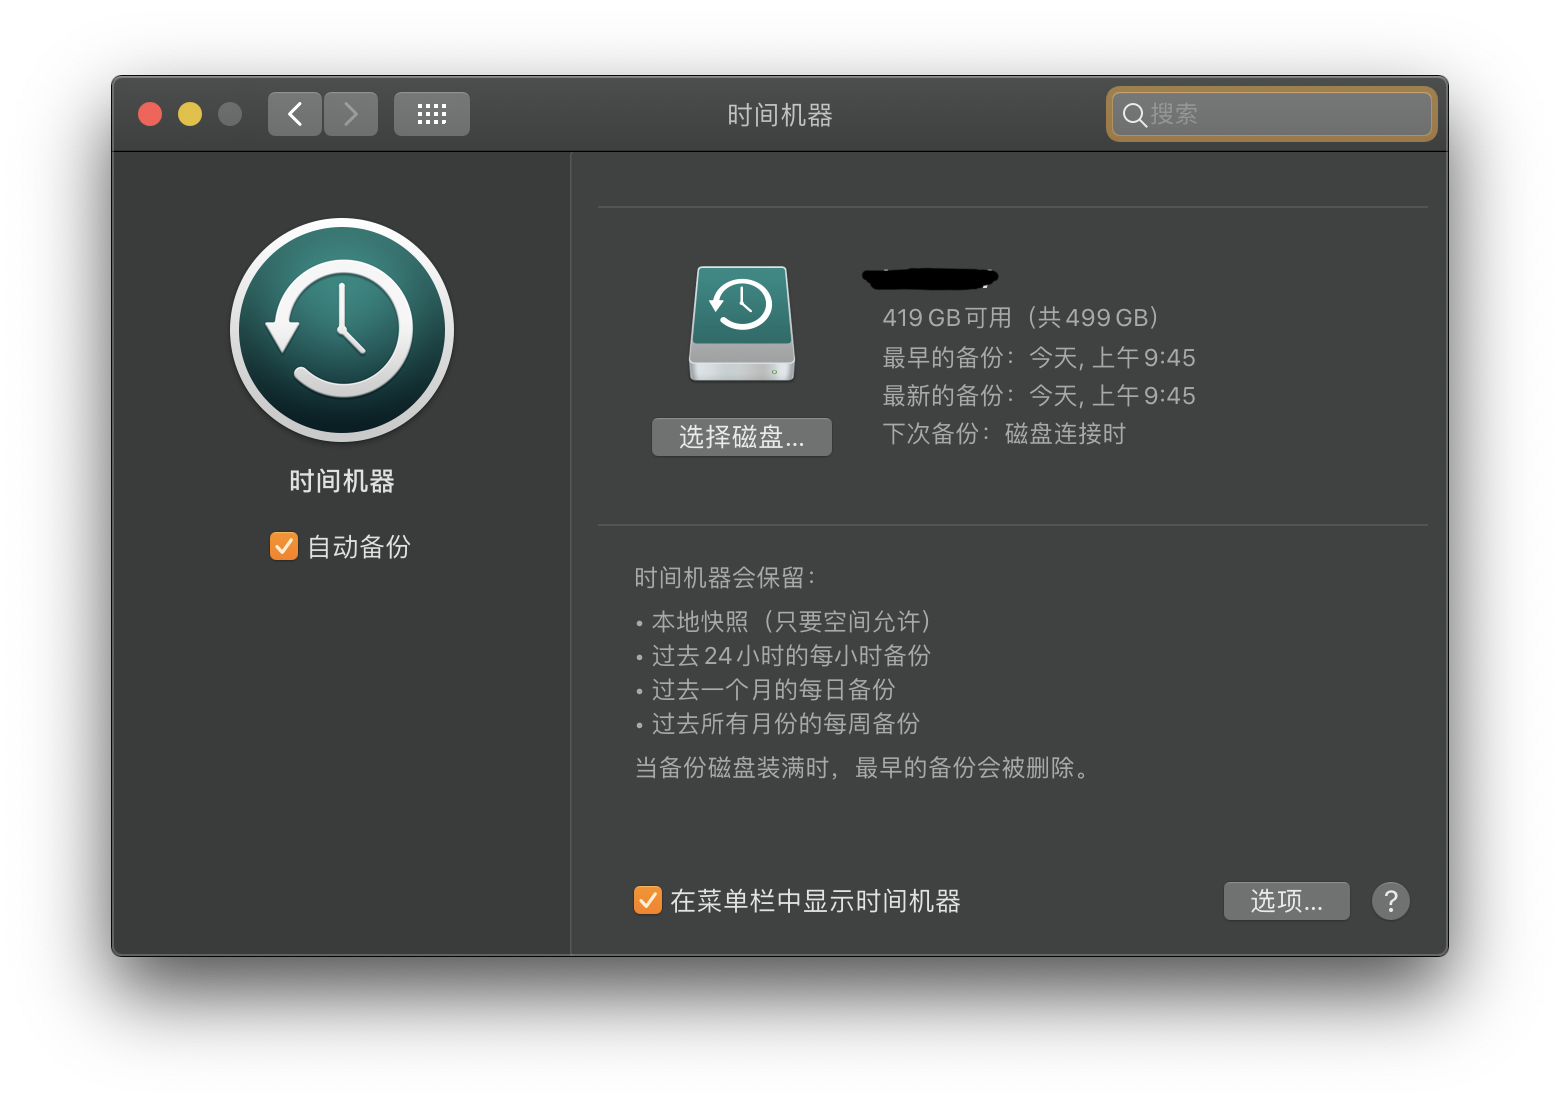 时间机器
搜索
时间机器
自动备份
419 GB可用（共 499 GB）
最早的备份：今天, 上午 9:45
最新的备份：今天, 上午 9:45
下次备份：磁盘连接时
选择磁盘...
时间机器会保留：
• 本地快照（只要空间允许）
• 过去 24 小时的每小时备份
• 过去一个月的每日备份
• 过去所有月份的每周备份
当备份磁盘装满时，最早的备份会被删除。
在菜单栏中显示时间机器
选项...
?